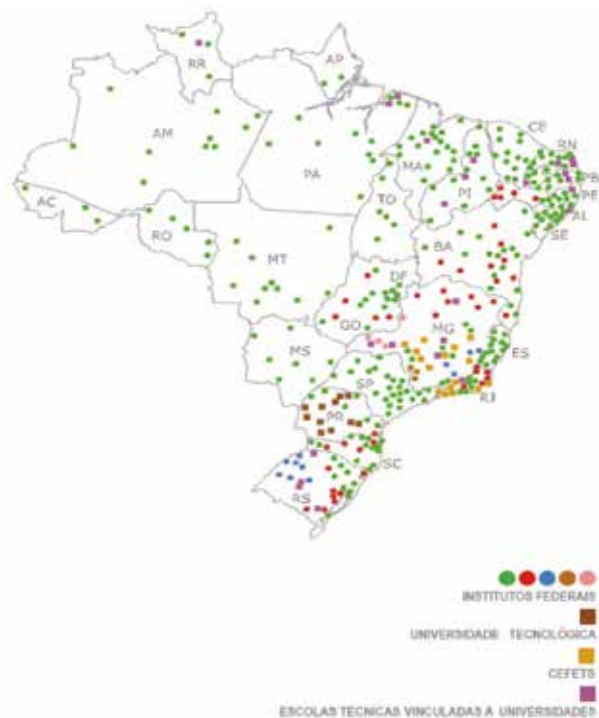 RR
AP
AM
PA
MA
CE
RN
PB
PE
AL
SE
PI
AC
RO
TO
BA
MT
DF
GO
MG
ES
MS
SP
RJ
PR
SC
RS
INSTITUTOS FEDERAIS
UNIVERSIDADE TECNOLÓGICA
CEFETS
ESCOLAS TÉCNICAS VINCULADAS A UNIVERSIDADES